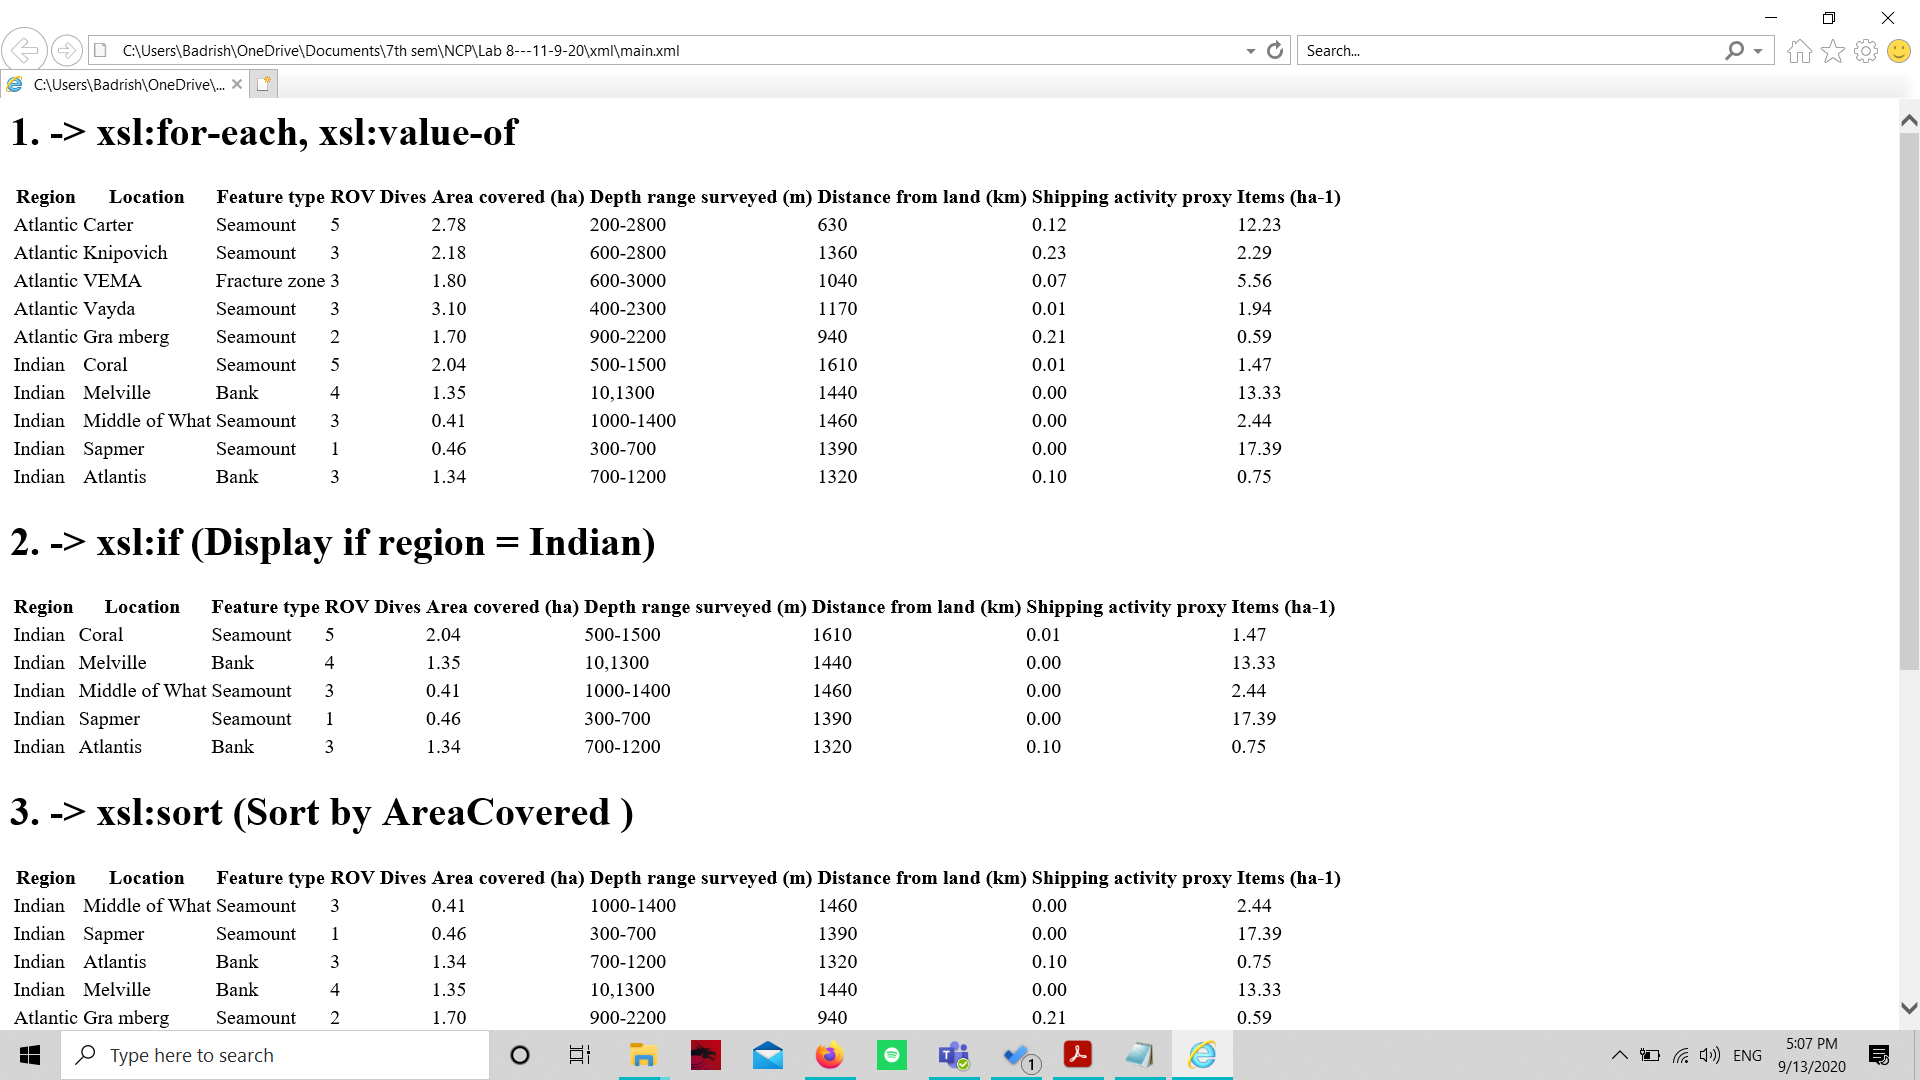 C:\Users\Badrish\OneDrive\Documents\7th sem\NCP\Lab 8---11-9-20\xml\main.xml
Search...
C:\Users\Badrish\OneDrive\...
1. -> xsl:for-each, xsl:value-of
Region Location Feature type ROV Dives Area covered (ha) Depth range surveyed (m) Distance from land (km) Shipping activity proxy Items (ha-1)
Atlantic Carter Seamount 5 2.78 200-2800 630 0.12 12.23
Atlantic Knipovich Seamount 3 2.18 600-2800 1360 0.23 2.29
Atlantic VEMA Fracture zone 3 1.80 600-3000 1040 0.07 5.56
Atlantic Vayda Seamount 3 3.10 400-2300 1170 0.01 1.94
Atlantic Gra mberg Seamount 2 1.70 900-2200 940 0.21 0.59
Indian Coral Seamount 5 2.04 500-1500 1610 0.01 1.47
Indian Melville Bank 4 1.35 10,1300 1440 0.00 13.33
Indian Middle of What Seamount 3 0.41 1000-1400 1460 0.00 2.44
Indian Sapmer Seamount 1 0.46 300-700 1390 0.00 17.39
Indian Atlantis Bank 3 1.34 700-1200 1320 0.10 0.75
2. -> xsl:if (Display if region = Indian)
Region Location Feature type ROV Dives Area covered (ha) Depth range surveyed (m) Distance from land (km) Shipping activity proxy Items (ha-1)
Indian Coral Seamount 5 2.04 500-1500 1610 0.01 1.47
Indian Melville Bank 4 1.35 10,1300 1440 0.00 13.33
Indian Middle of What Seamount 3 0.41 1000-1400 1460 0.00 2.44
Indian Sapmer Seamount 1 0.46 300-700 1390 0.00 17.39
Indian Atlantis Bank 3 1.34 700-1200 1320 0.10 0.75
3. -> xsl:sort (Sort by AreaCovered )
Region Location Feature type ROV Dives Area covered (ha) Depth range surveyed (m) Distance from land (km) Shipping activity proxy Items (ha-1)
Indian Middle of What Seamount 3 0.41 1000-1400 1460 0.00 2.44
Indian Sapmer Seamount 1 0.46 300-700 1390 0.00 17.39
Indian Atlantis Bank 3 1.34 700-1200 1320 0.10 0.75
Indian Melville Bank 4 1.35 10,1300 1440 0.00 13.33
Atlantic Gra mberg Seamount 2 1.70 900-2200 940 0.21 0.59
Type here to search
1
ENG
5:07 PM
9/13/2020